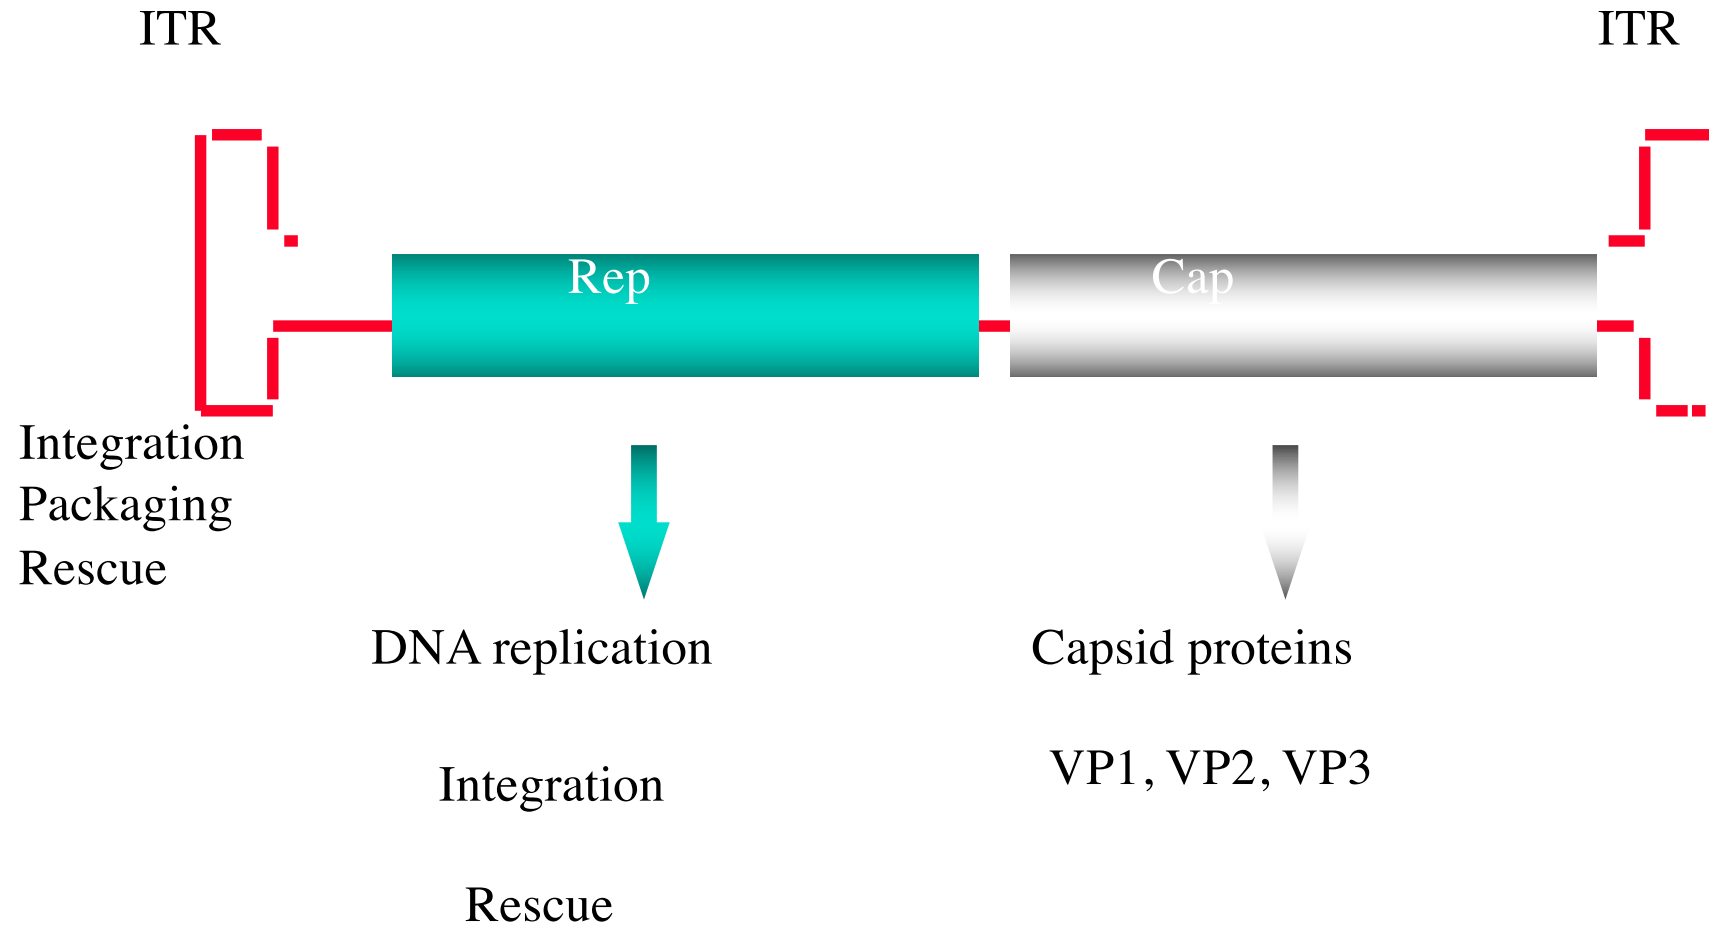 ITR
ITR
Rep
Cap
Integration
Packaging
Rescue
DNA replication
Capsid proteins
VP1, VP2, VP3
Integration
Rescue